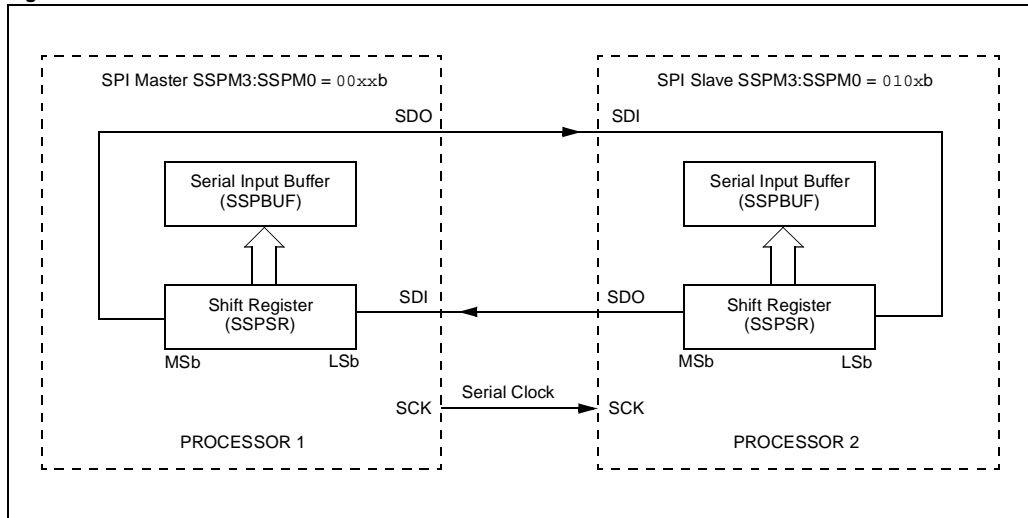 SPI Master SSPM3:SSPM0 = 00xxb
SPI Slave SSPM3:SSPM0 = 010xb
SDO
SDI
Serial Input Buffer
(SSPBUF)
Serial Input Buffer
(SSPBUF)
Shift Register
(SSPSR)
SDI
SDO
Shift Register
(SSPSR)
MSb
LSb
MSb
LSb
Serial Clock
SCK
SCK
PROCESSOR 1
PROCESSOR 2